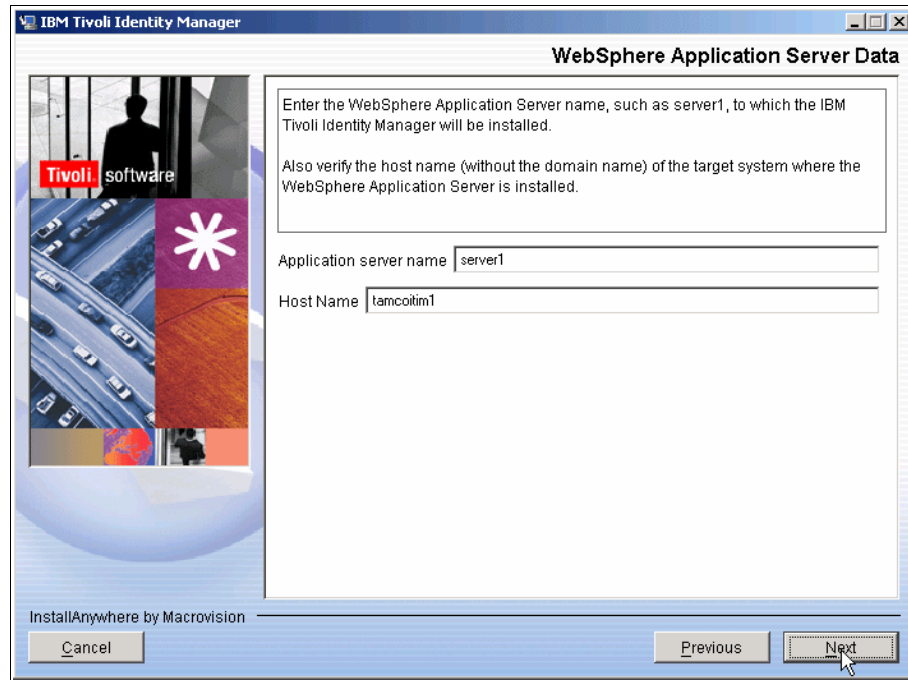 IBM Tivoli Identity Manager
WebSphere Application Server Data
Tivoli software
Enter the WebSphere Application Server name, such as server1, to which the IBM
Tivoli Identity Manager will be installed.
Also verify the host name (without the domain name) of the target system where the
WebSphere Application Server is installed.
Application server name server1
Host Name tamcoitim1
InstallAnywhere by Macrovision
Cancel Previous Next